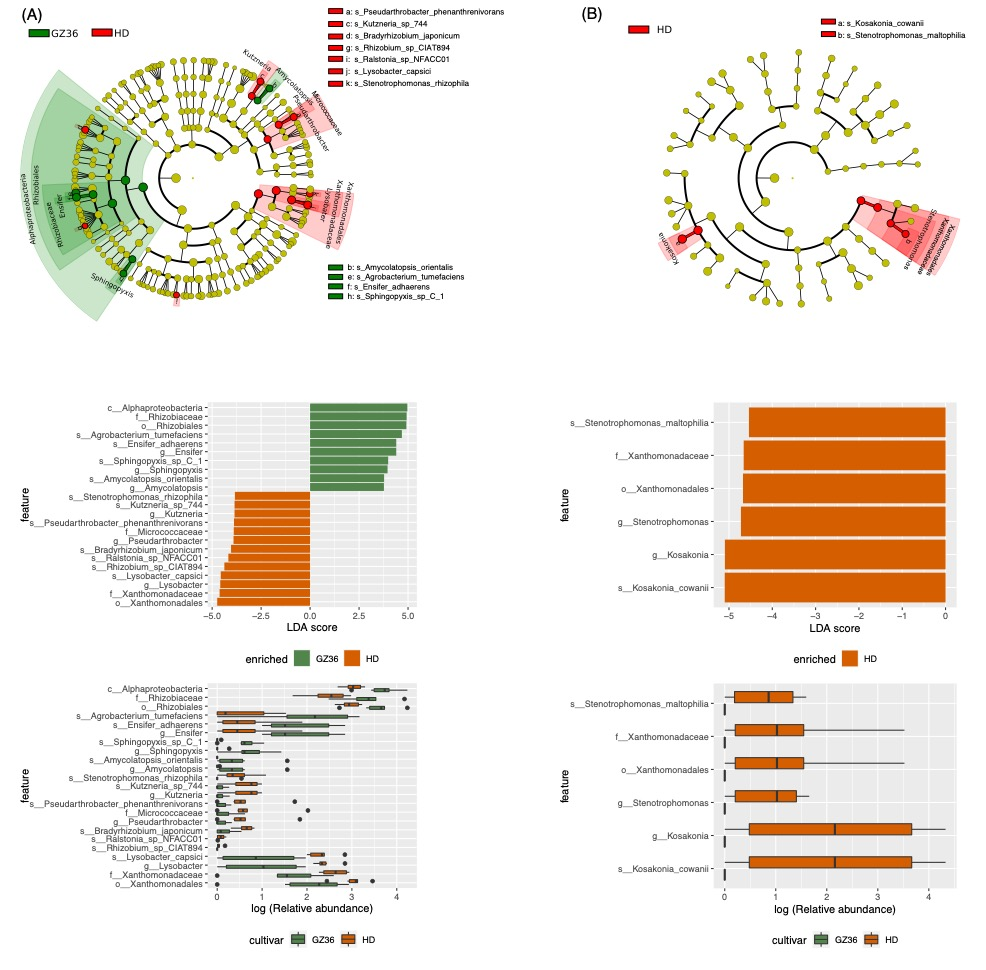 (A)
GZ36 HD
a: s_Pseudarthrobacter_phenanthrenivorans
c: s_Kutzneria_sp_744
d: s_Bradyrhizobium_japonicum
g: s_Rhizobium_sp_CIAT894
i: s_Ralstonia_sp_NFACC01
j: s_Lysobacter_capsici
k: s_Stenotrophomonas_rhizophila
Kutzneria
Amycolatopsis
Micrococcaceae
Pseudarthrobacter
Alphaproteobacteria
Rhizobiales
Rhizobiaceae
Ensifer
Sphingopyxis
Lysobacter
Xanthomonadaceae
Xanthomonadales
b: s_Amycolatopsis_orientalis
e: s_Agrobacterium_tumefaciens
f: s_Ensifer_adhaerens
h: s_Sphingopyxis_sp_C_1
(B)
HD
a: s_Kosakonia_cowanii
b: s_Stenotrophomonas_maltophilia
Kosakonia
b
Stenotrophomonas
Xanthomonadaceae
Xanthomonadales
feature
c__Alphaproteobacteria
f__Rhizobiaceae
o__Rhizobiales
s__Agrobacterium_tumefaciens
s__Ensifer_adhaerens
g__Ensifer
s__Sphingopyxis_sp_C_1
g__Sphingopyxis
s__Amycolatopsis_orientalis
g__Amycolatopsis
s__Stenotrophomonas_rhizophila
s__Kutzneria_sp_744
g__Kutzneria
s__Pseudarthrobacter_phenanthrenivorans
f__Micrococcaceae
g__Pseudarthrobacter
s__Bradyrhizobium_japonicum
s__Ralstonia_sp_NFACC01
s__Rhizobium_sp_CIAT894
s__Lysobacter_capsici
g__Lysobacter
f__Xanthomonadaceae
o__Xanthomonadales
−5.0 −2.5 0.0 2.5 5.0
LDA score
enriched GZ36 HD
feature
s__Stenotrophomonas_maltophilia
f__Xanthomonadaceae
o__Xanthomonadales
g__Stenotrophomonas
g__Kosakonia
s__Kosakonia_cowanii
−5 −4 −3 −2 −1 0
LDA score
enriched HD
feature
c__Alphaproteobacteria
f__Rhizobiaceae
o__Rhizobiales
s__Agrobacterium_tumefaciens
s__Ensifer_adhaerens
g__Ensifer
s__Sphingopyxis_sp_C_1
g__Sphingopyxis
s__Amycolatopsis_orientalis
g__Amycolatopsis
s__Stenotrophomonas_rhizophila
s__Kutzneria_sp_744
g__Kutzneria
s__Pseudarthrobacter_phenanthrenivorans
f__Micrococcaceae
g__Pseudarthrobacter
s__Bradyrhizobium_japonicum
s__Ralstonia_sp_NFACC01
s__Rhizobium_sp_CIAT894
s__Lysobacter_capsici
g__Lysobacter
f__Xanthomonadaceae
o__Xanthomonadales
0 1 2 3 4
log (Relative abundance)
cultivar GZ36 HD
feature
s__Stenotrophomonas_maltophilia
f__Xanthomonadaceae
o__Xanthomonadales
g__Stenotrophomonas
g__Kosakonia
s__Kosakonia_cowanii
0 1 2 3 4
log (Relative abundance)
cultivar GZ36 HD